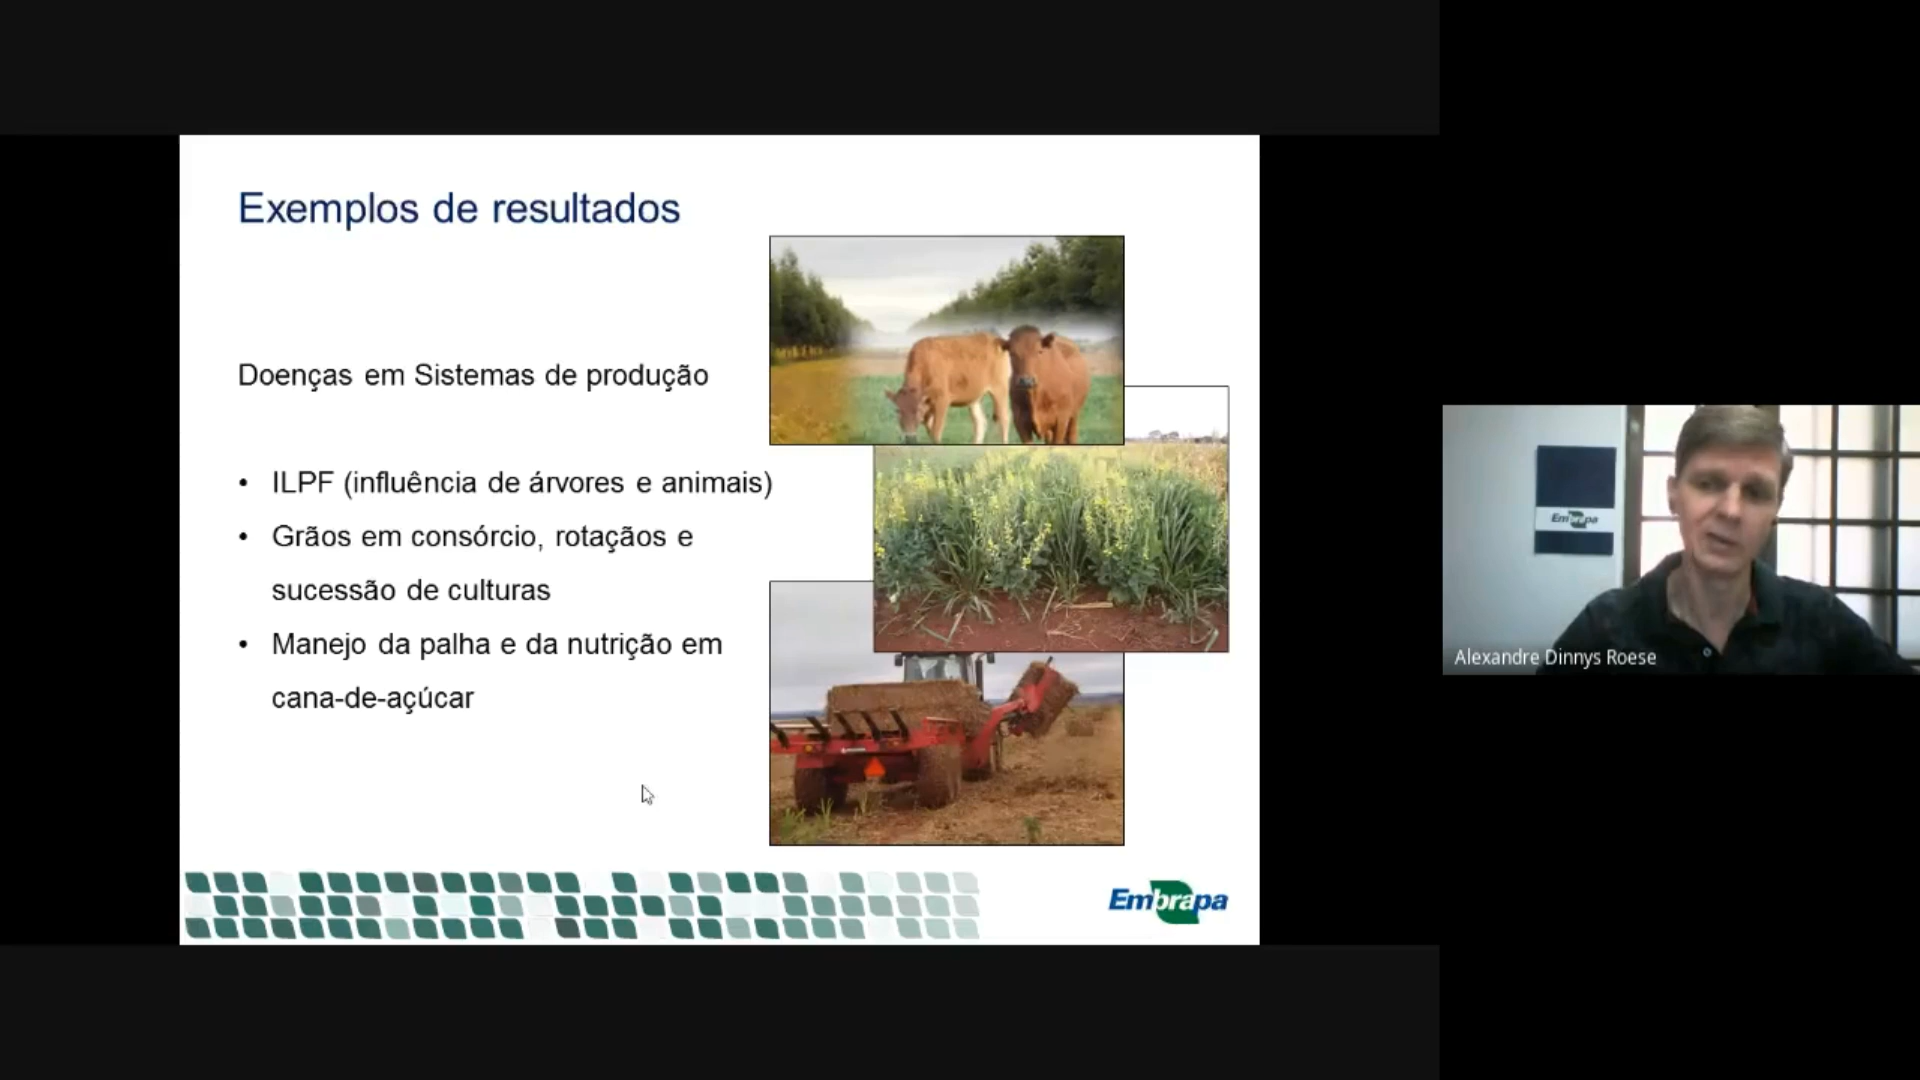 Exemplos de resultados
Doenças em Sistemas de produção
• ILPF (influência de árvores e animais)
• Grãos em consórcio, rotaçãos e
sucessão de culturas
• Manejo da palha e da nutrição em
cana-de-açúcar
Embrapa
Embrapa
Alexandre Dinnys Roese